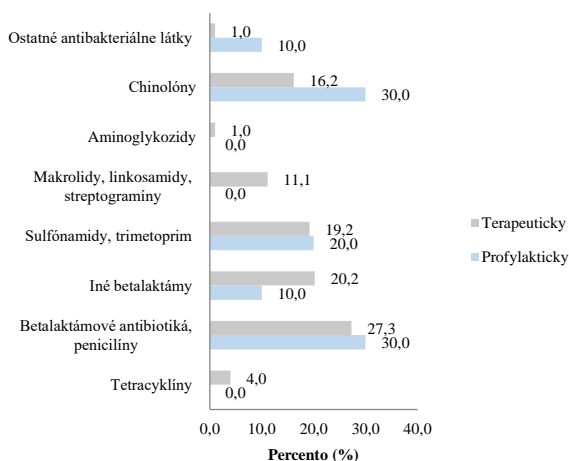 Ostatné antibakteriálne látky
1,0
10,0
Chinolóny
16,2
30,0
Aminoglykozidy
1,0
0,0
Makrolidy, linkosamidy,
streptogramíny
11,1
0,0
Sulfónamidy, trimetoprim
19,2
20,0
Iné betalaktámy
20,2
10,0
Betalaktámové antibiotiká,
penicilíny
27,3
30,0
Tetracyklíny
4,0
0,0
0,0 10,0 20,0 30,0 40,0
Percento (%)
Terapeuticky
Profylakticky